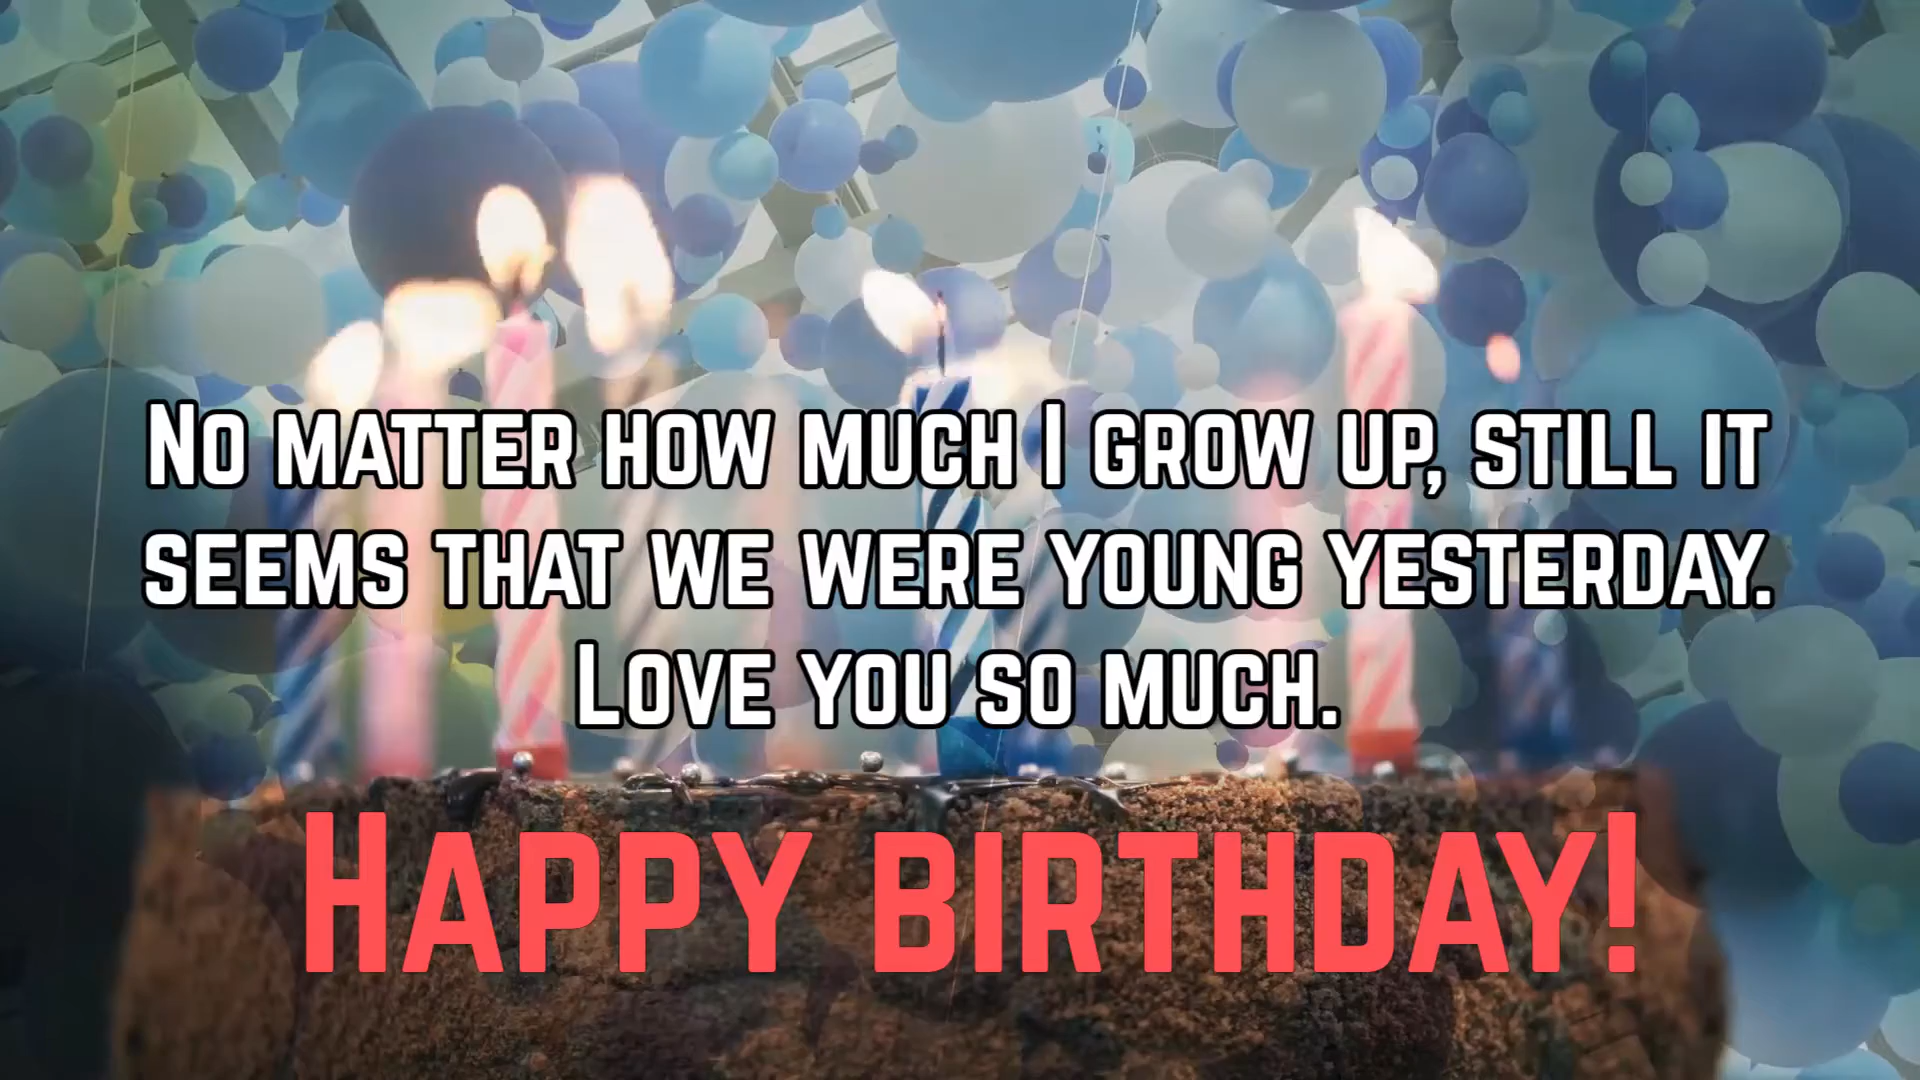 No matter how much I grow up, still it
seems that we were young yesterday.
Love you so much.
Happy birthday!